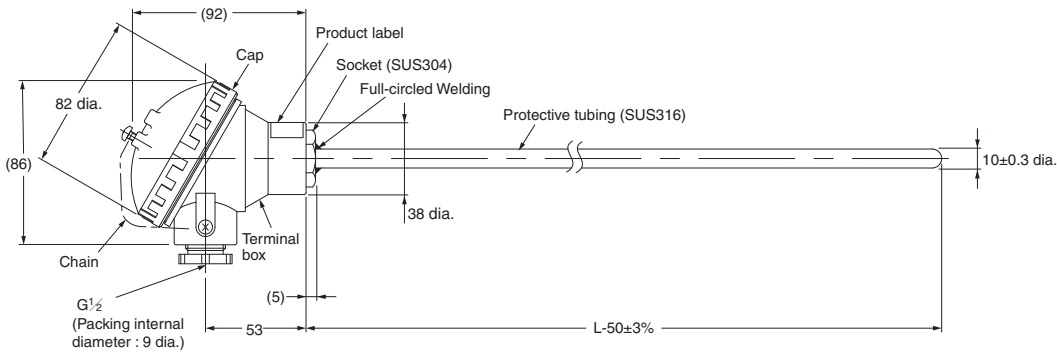 (92)
Product label
Cap
Socket (SUS304)
Full-circled Welding
82 dia.
Protective tubing (SUS316)
(86)
10±0.3 dia.
38 dia.
Terminal
box
Chain
(5)
G½
(Packing internal
diameter : 9 dia.)
53
L-50±3%